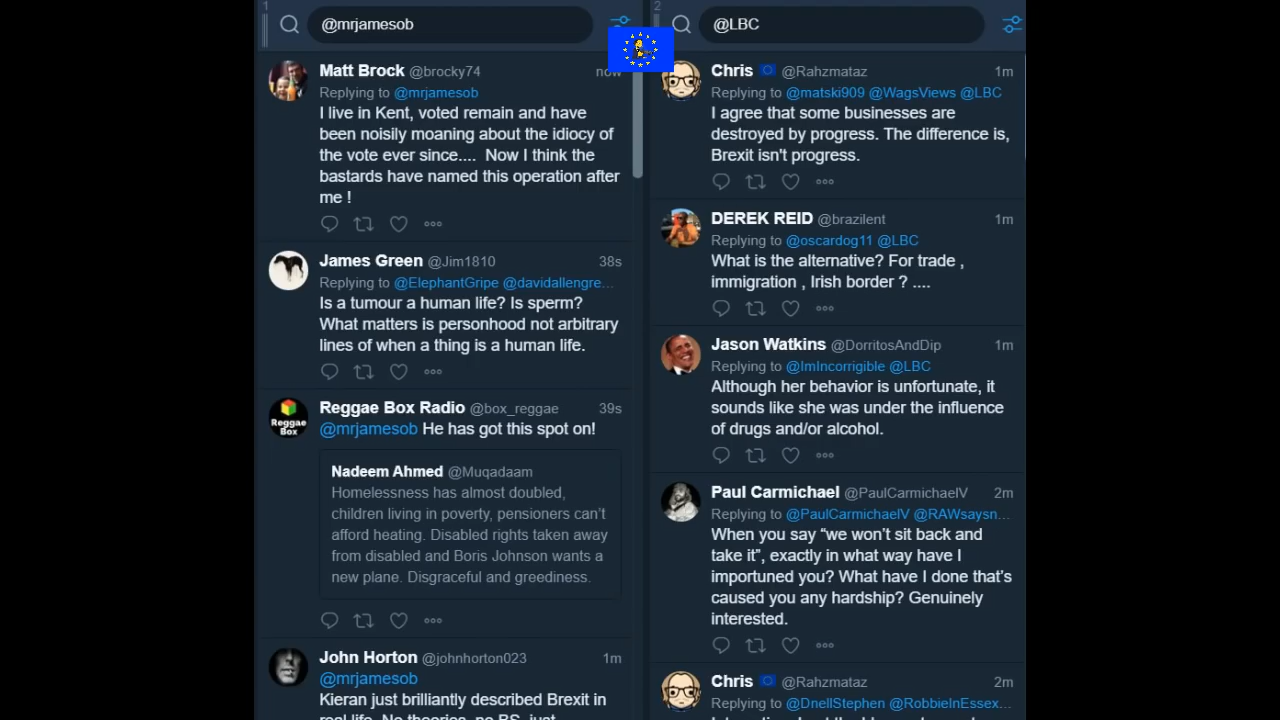 1
@mrjamesob
Matt Brock @brocky74 now
Replying to @mrjamesob
I live in Kent, voted remain and have
been noisily moaning about the idiocy of
the vote ever since.... Now I think the
bastards have named this operation after
me !
James Green @Jim1810 38s
Replying to @ElephantGripe @davidallengre...
Is a tumour a human life? Is sperm?
What matters is personhood not arbitrary
lines of when a thing is a human life.
Reggae Box Radio @box_reggae 39s
Reggae
Box
@mrjamesob He has got this spot on!
Nadeem Ahmed @Muqadaam
Homelessness has almost doubled,
children living in poverty, pensioners can't
afford heating. Disabled rights taken away
from disabled and Boris Johnson wants a
new plane. Disgraceful and greediness.
John Horton @johnhorton023 1m
@mrjamesob
Kieran just brilliantly described Brexit in
real life. No theories, no BS, just
2
@LBC
Chris @Rahzmataz 1m
Replying to @matski909 @WagsViews @LBC
I agree that some businesses are
destroyed by progress. The difference is,
Brexit isn't progress.
DEREK REID @brazilent 1m
Replying to @oscardog11 @LBC
What is the alternative? For trade ,
immigration , Irish border ? ....
Jason Watkins @DorritosAndDip 1m
Replying to @ImIncorrigible @LBC
Although her behavior is unfortunate, it
sounds like she was under the influence
of drugs and/or alcohol.
Paul Carmichael @PaulCarmichaelV 2m
Replying to @PaulCarmichaelV @RAWsaysn...
When you say “we won't sit back and
take it”, exactly in what way have I
importuned you? What have I done that's
caused you any hardship? Genuinely
interested.
Chris @Rahzmataz 2m
Replying to @DnellStephen @RobbieInEssex...